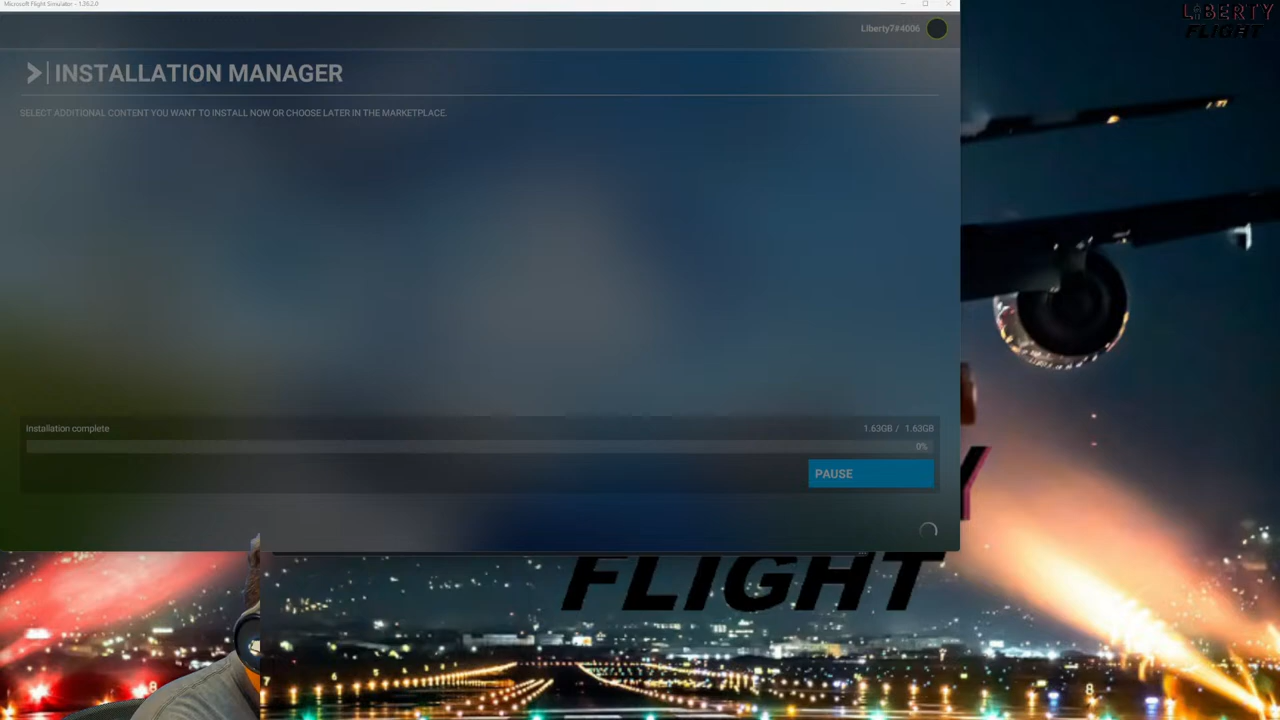 Microsoft Flight Simulator - 1.36.2.0
Liberty7#4006
LIBERTY
FLIGHT
INSTALLATION MANAGER
SELECT ADDITIONAL CONTENT YOU WANT TO INSTALL NOW OR CHOOSE LATER IN THE MARKETPLACE.
Installation complete
1.63GB / 1.63GB
0%
PAUSE
Y
FLIGHT